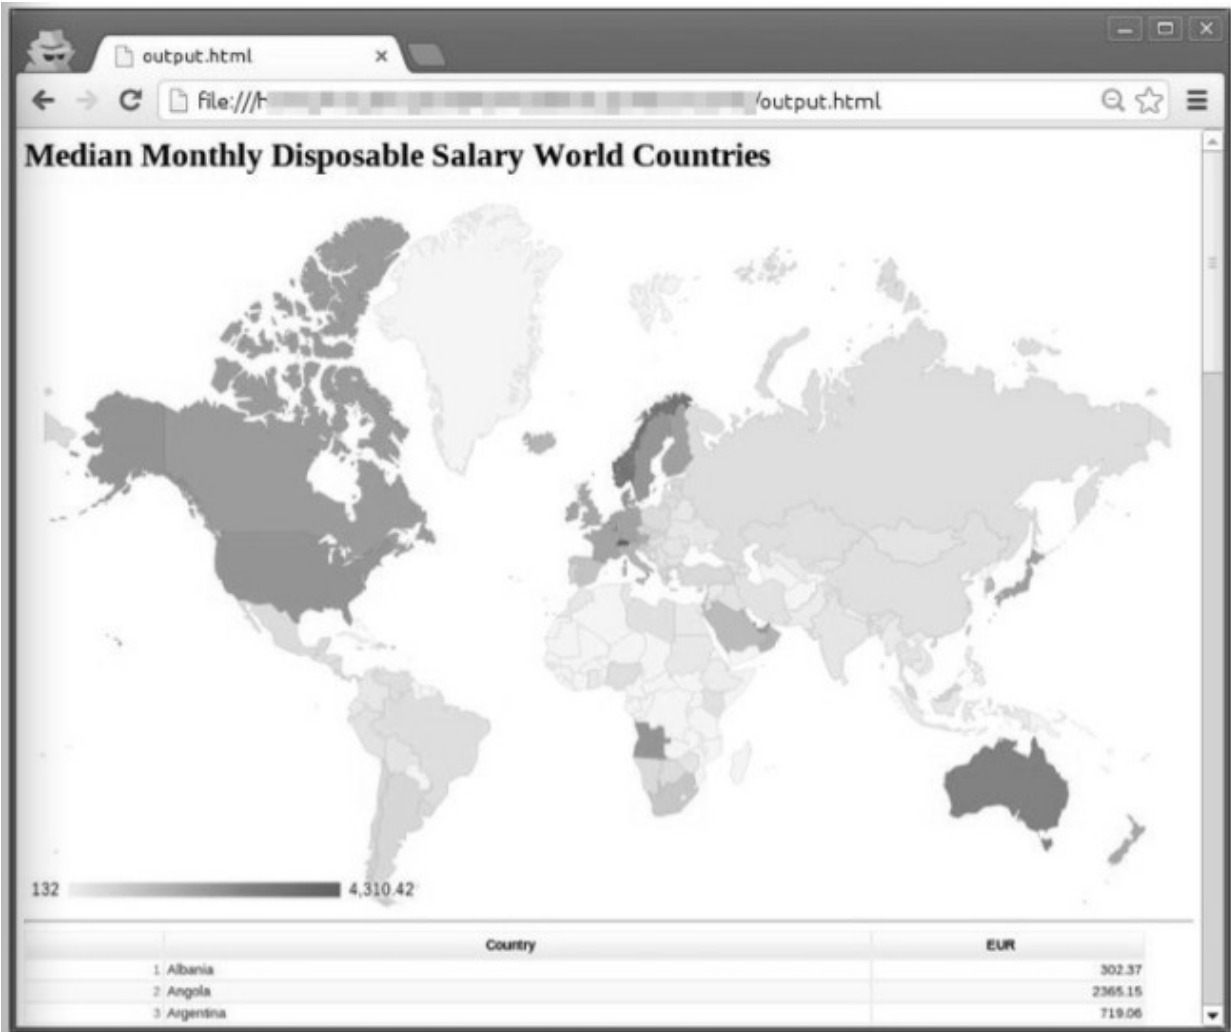 output.html
file:///h /output.html
Median Monthly Disposable Salary World Countries
132 4,310.42
Country EUR
1 Albania 302.37
2 Angola 2365.15
3 Argentina 719.06